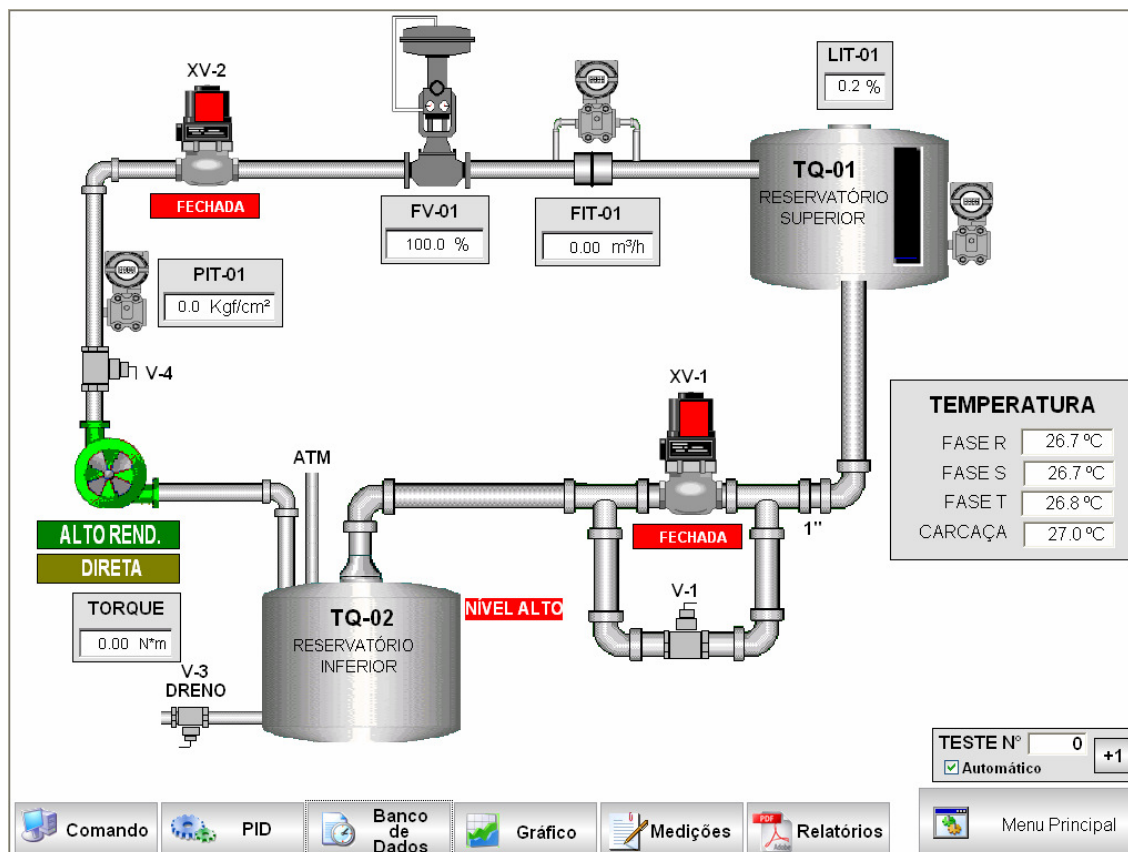 XV-2
FECHADA
FV-01
100.0 %
FIT-01
0.00 m³/h
LIT-01
0.2 %
TQ-01
RESERVATÓRIO
SUPERIOR
PIT-01
0.0 Kgf/cm²
V-4
XV-1
FECHADA
1"
TEMPERATURA
FASE R 26.7 ºC
FASE S 26.7 ºC
FASE T 26.8 ºC
CARCAÇA 27.0 ºC
ATM
ALTO REND.
DIRETA
TORQUE
0.00 N*m
TQ-02
RESERVATÓRIO
INFERIOR
NÍVEL ALTO
V-1
V-3
DRENO
TESTE Nº 0 +1
Automático
Comando
PID
Banco
de
Dados
Gráfico
Medições
PDF
Adobe
Relatórios
Menu Principal